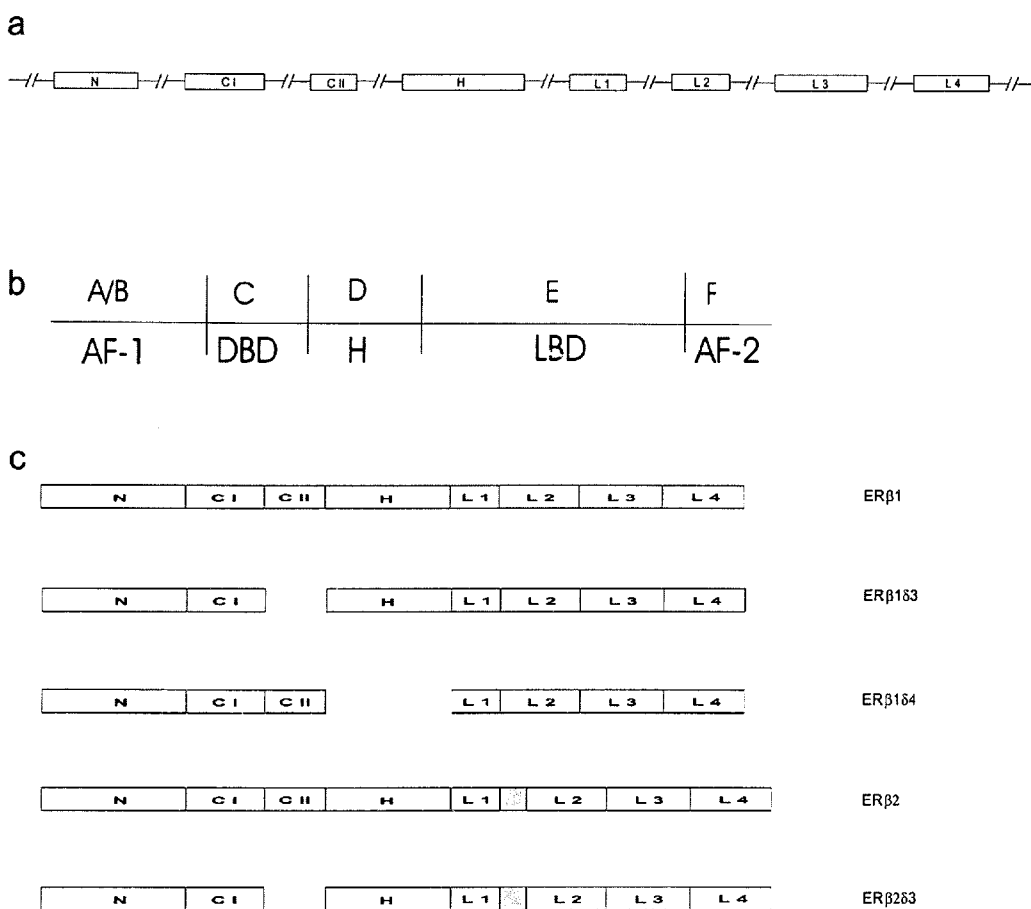 a
N CI CII H L1 L2 L3 L4
b
A/B C D E F
AF-1 DBD H LBD AF-2
c
N CI CII H L1 L2 L3 L4 ERβ1
N CI H L1 L2 L3 L4 ERβ1δ3
N CI CII L1 L2 L3 L4 ERβ1δ4
N CI CII H L1 L2 L3 L4 ERβ2
N CI H L1 L2 L3 L4 ERβ2δ3